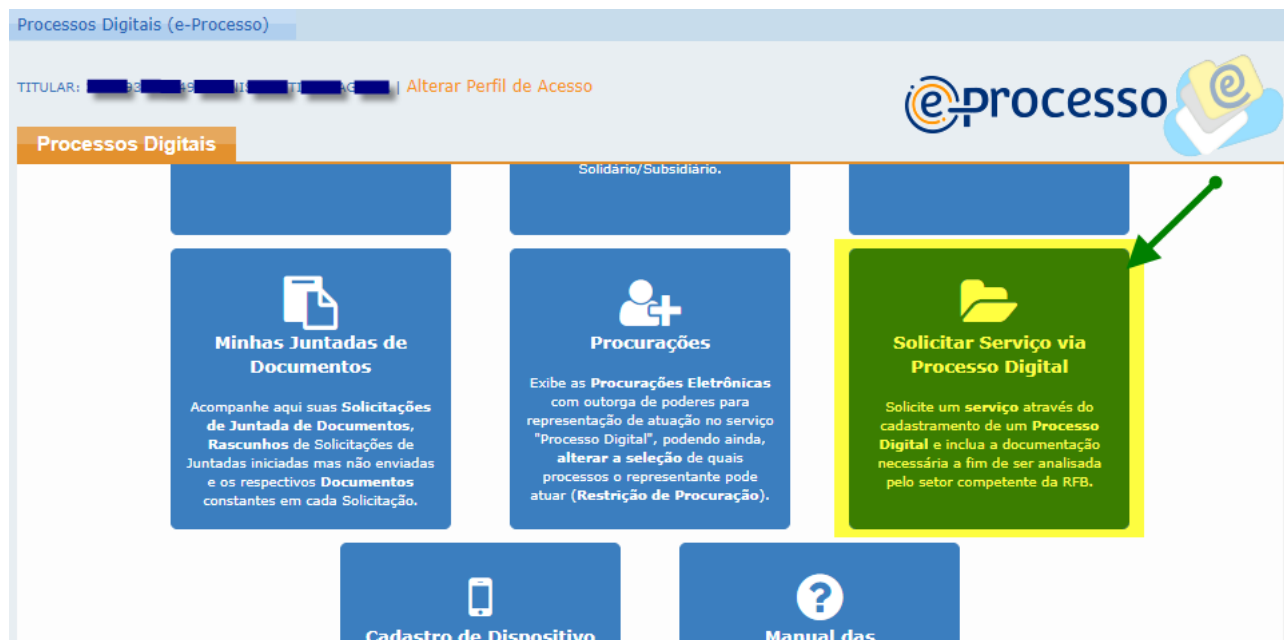 Processos Digitais (e-Processo)
TITULAR: | Alterar Perfil de Acesso
e-processo
Processos Digitais
Solidário/Subsidiário.
Minhas Juntadas de
Documentos
Acompanhe aqui suas Solicitações
de Juntada de Documentos,
Rascunhos de Solicitações de
Juntadas iniciadas mas não enviadas
e os respectivos Documentos
constantes em cada Solicitação.
Procurações
Exibe as Procurações Eletrônicas
com outorga de poderes para
representação de atuação no serviço
"Processo Digital", podendo ainda,
alterar a seleção de quais
processos o representante pode
atuar (Restrição de Procuração).
Solicitar Serviço via
Processo Digital
Solicite um serviço através do
cadastramento de um Processo
Digital e inclua a documentação
necessária a fim de ser analisada
pelo setor competente da RFB.
Cadastro de Dispositivo
Manual das